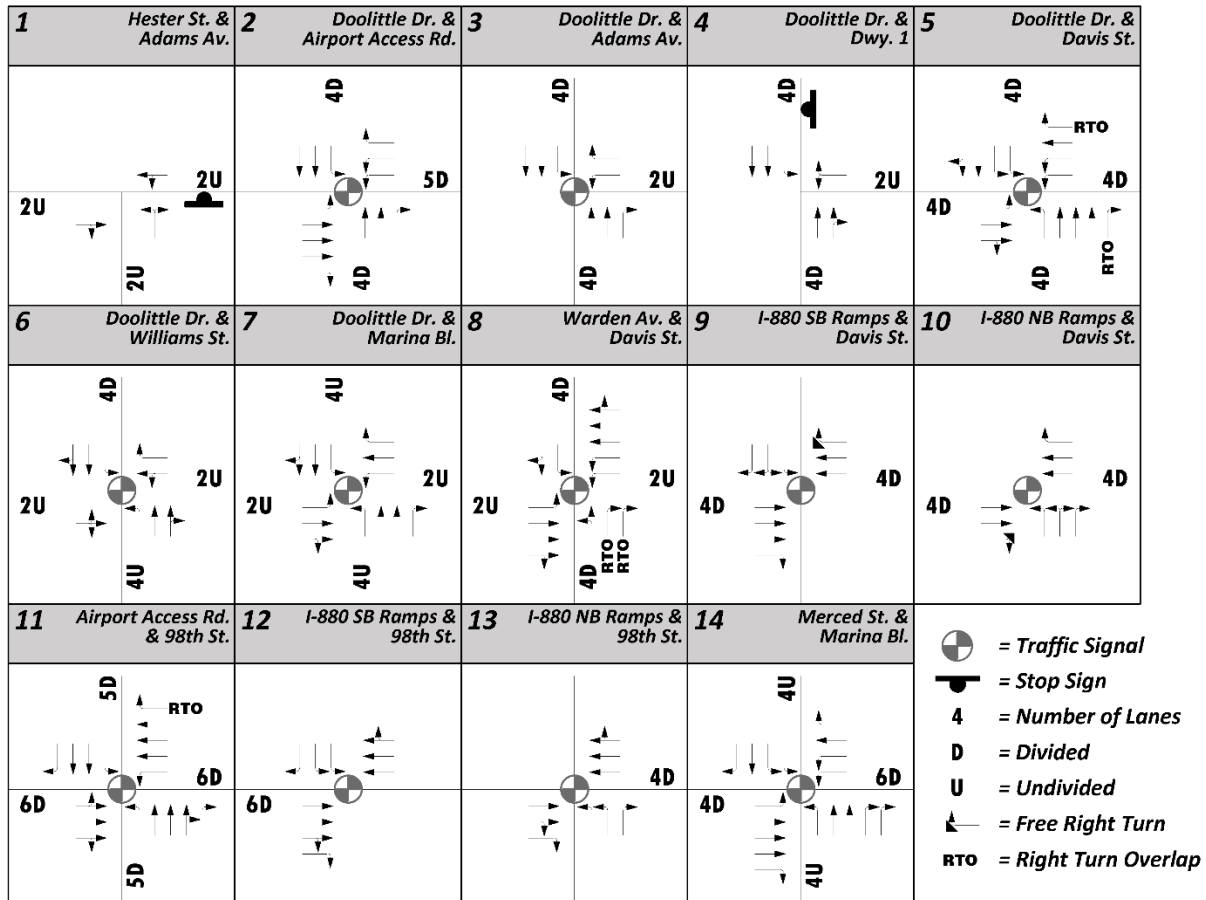 1 Hester St. &
Adams Av.
2 Doolittle Dr. &
Airport Access Rd.
3 Doolittle Dr. &
Adams Av.
4 Doolittle Dr. &
Dwy. 1
5 Doolittle Dr. &
Davis St.
2U
2U
2U
4D
5D
4D
4D
2U
4D
2U
4D
4D
RTO
4D
4D
RTO
4D
6 Doolittle Dr. &
Williams St.
7 Doolittle Dr. &
Marina Bl.
8 Warden Av. &
Davis St.
9 I-880 SB Ramps &
Davis St.
10 I-880 NB Ramps &
Davis St.
4D
2U
2U
4U
4U
2U
2U
4U
4D
2U
2U
RTO
RTO
4D
4D
4D
4D
4D
11 Airport Access Rd.
& 98th St.
12 I-880 SB Ramps &
98th St.
13 I-880 NB Ramps &
98th St.
14 Merced St. &
Marina Bl.
5D
RTO
6D
6D
5D
6D
4D
4U
6D
4D
4U
= Traffic Signal
= Stop Sign
4 = Number of Lanes
D = Divided
U = Undivided
= Free Right Turn
RTO = Right Turn Overlap